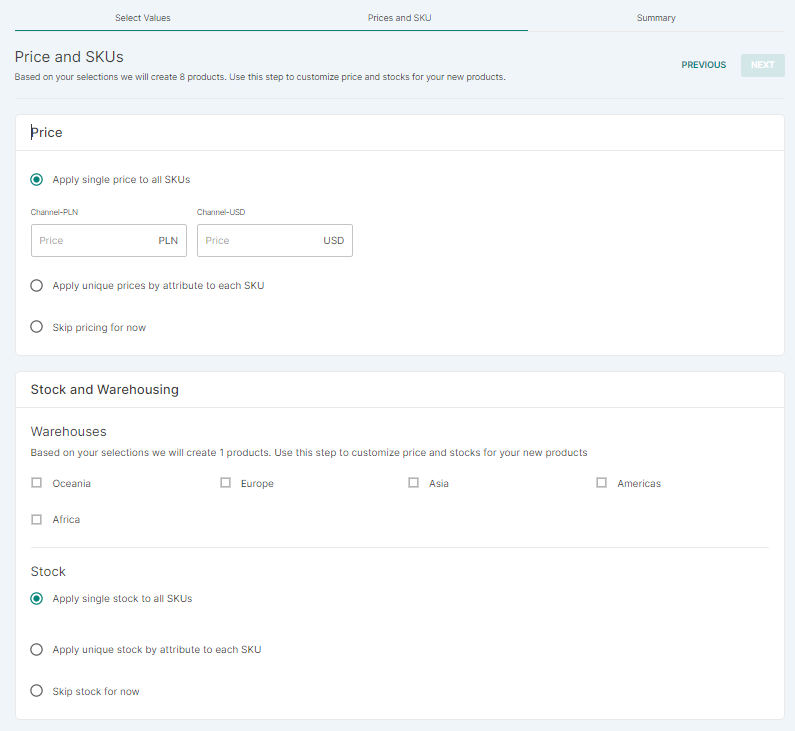 Select Values Prices and SKU Summary
Price and SKUs
Based on your selections we will create 8 products. Use this step to customize price and stocks for your new products.
PREVIOUS NEXT
Price
Apply single price to all SKUs
Channel-PLN Channel-USD
Price PLN Price USD
Apply unique prices by attribute to each SKU
Skip pricing for now
Stock and Warehousing
Warehouses
Based on your selections we will create 1 products. Use this step to customize price and stocks for your new products
Oceania Europe Asia Americas
Africa
Stock
Apply single stock to all SKUs
Apply unique stock by attribute to each SKU
Skip stock for now